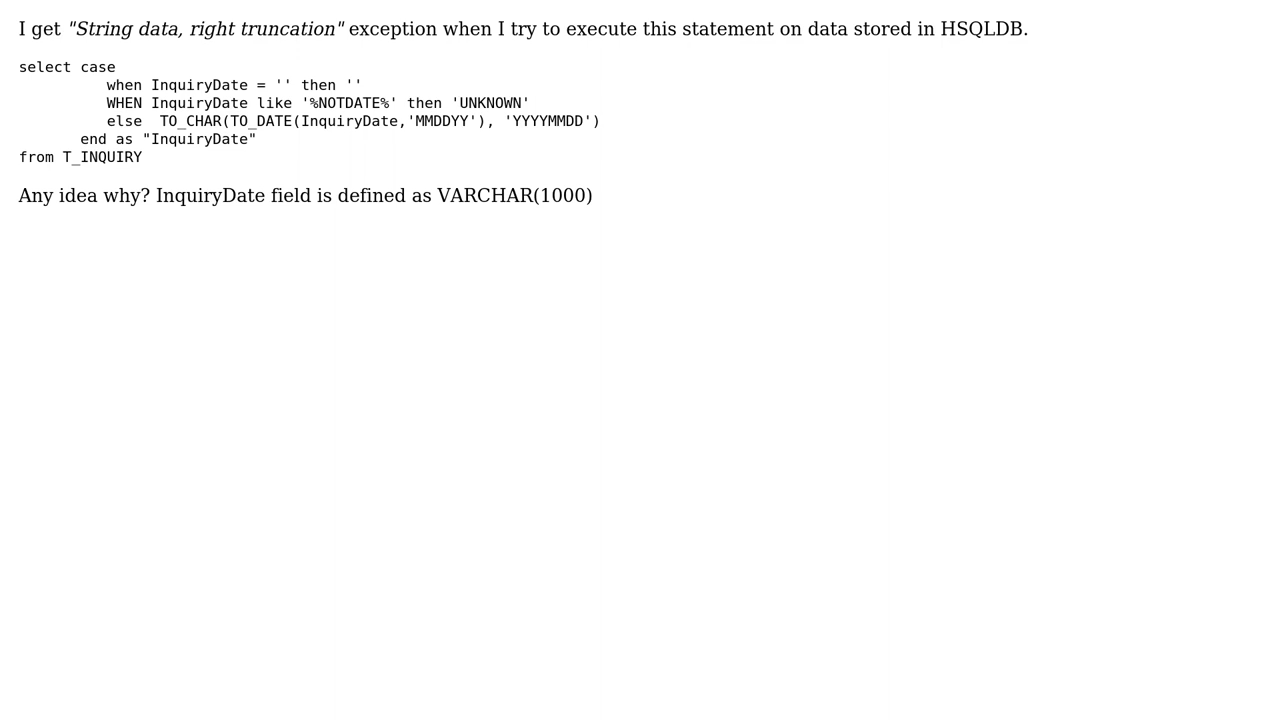 I get "String data, right truncation" exception when I try to execute this statement on data stored in HSQLDB.
select case
when InquiryDate = '' then ''
WHEN InquiryDate like '%NOTDATE%' then 'UNKNOWN'
else  TO_CHAR(TO_DATE(InquiryDate,'MMDDYY'), 'YYYYMMDD')
end as "InquiryDate"
from T_INQUIRY
Any idea why? InquiryDate field is defined as VARCHAR(1000)